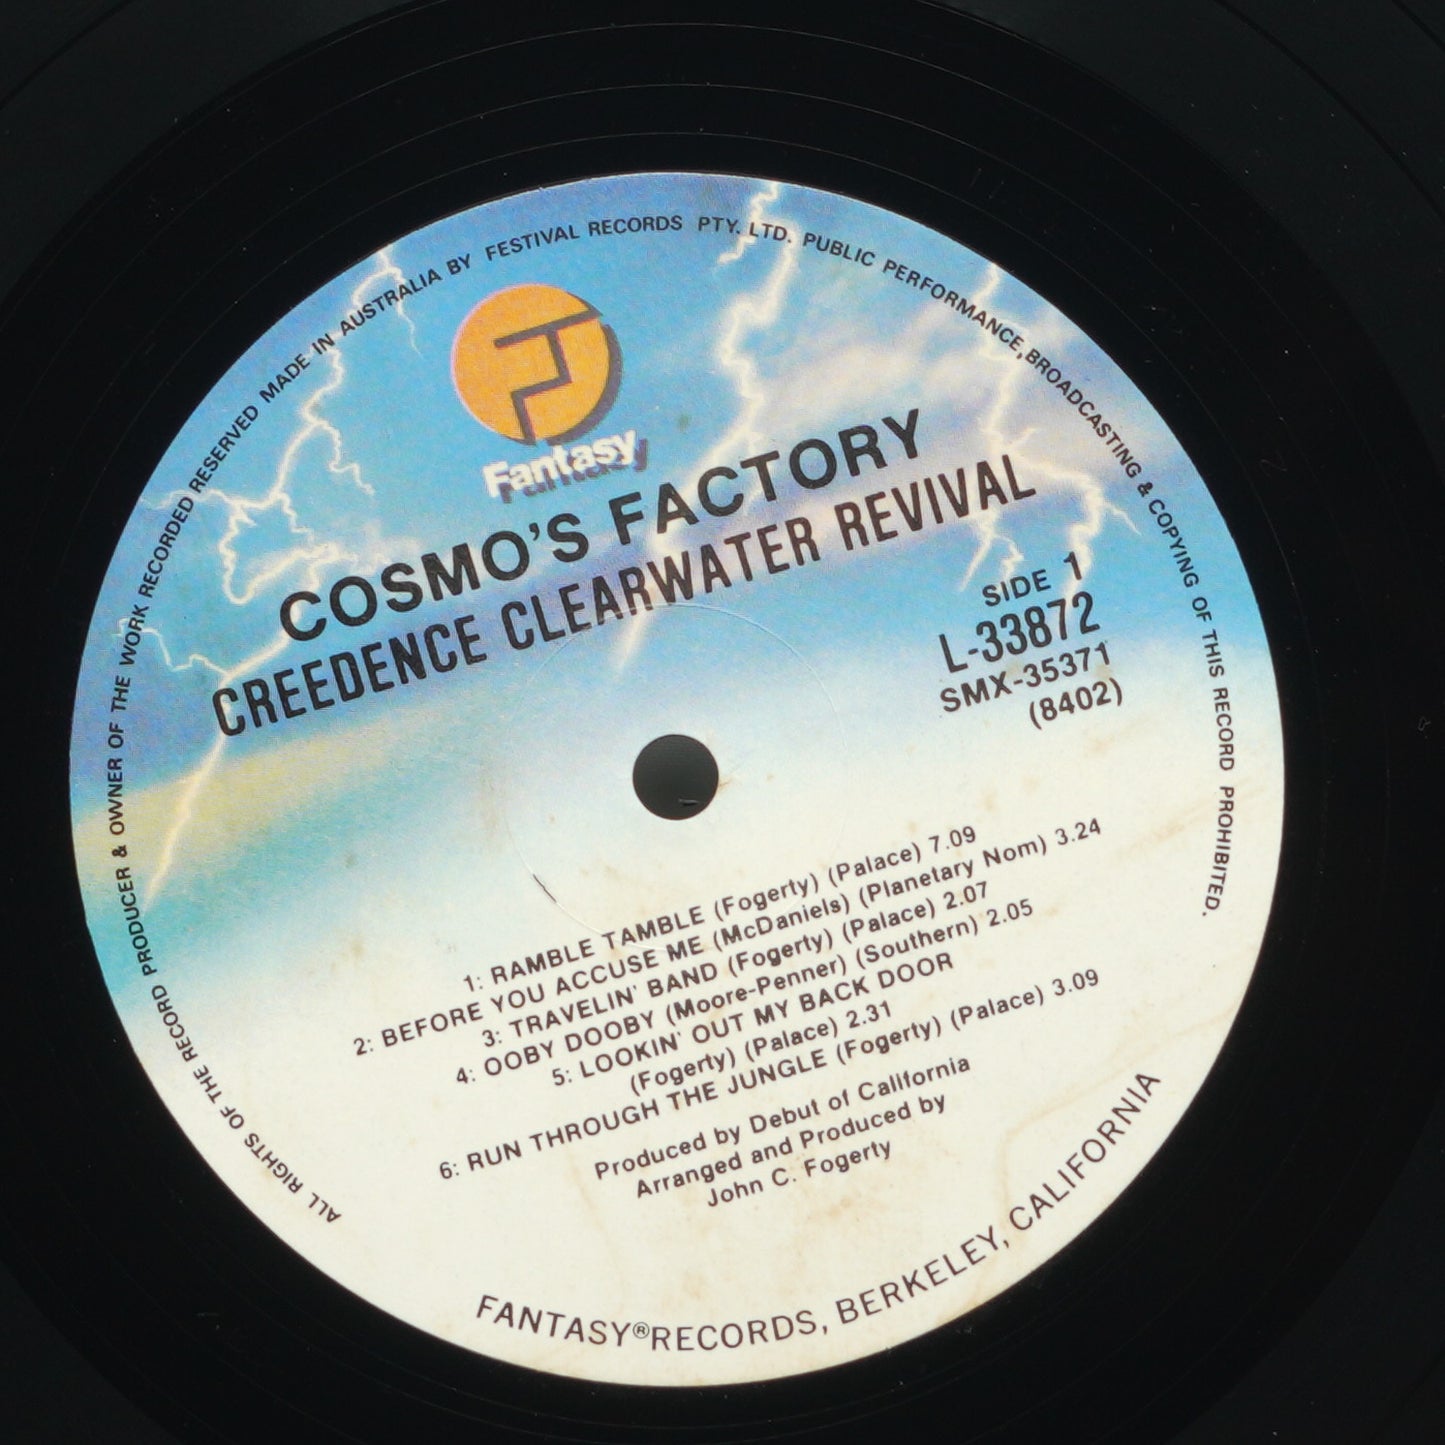 ALL RIGHTS OF THE RECORD PRODUCER & OWNER OF THE WORK RECORDED RESERVED MADE IN AUSTRALIA BY FESTIVAL RECORDS PTY. LTD. PUBLIC PERFORMANCE, BROADCASTING & COPYING OF THIS RECORD PROHIBITED.
Fantasy
COSMO'S FACTORY
CREEDENCE CLEARWATER REVIVAL
SIDE 1
L-33872
SMX-35371
(8402)
1: RAMBLE TAMBLE (Fogerty) (Palace) 7.09
2: BEFORE YOU ACCUSE ME (McDaniels) (Planetary Nom) 3.24
3: TRAVELIN' BAND (Fogerty) (Palace) 2.07
4: OOBY DOOBY (Moore-Penner) (Southern) 2.05
5: LOOKIN' OUT MY BACK DOOR
(Fogerty) (Palace) 2.31
6: RUN THROUGH THE JUNGLE (Fogerty) (Palace) 3.09
Produced by Debut of California
Arranged and Produced by
John C. Fogerty
FANTASY® RECORDS, BERKELEY, CALIFORNIA